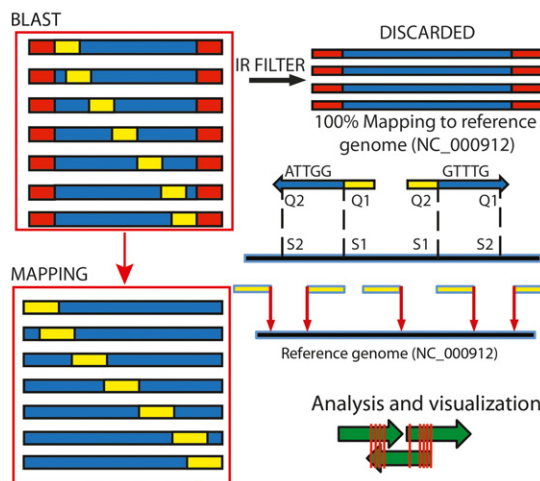 BLAST
IR FILTER
DISCARDED
100% Mapping to reference
genome (NC_000912)
ATTGG
GTTTG
Q2
Q1
Q2
Q1
S2
S1
S1
S2
MAPPING
Reference genome (NC_000912)
Analysis and visualization